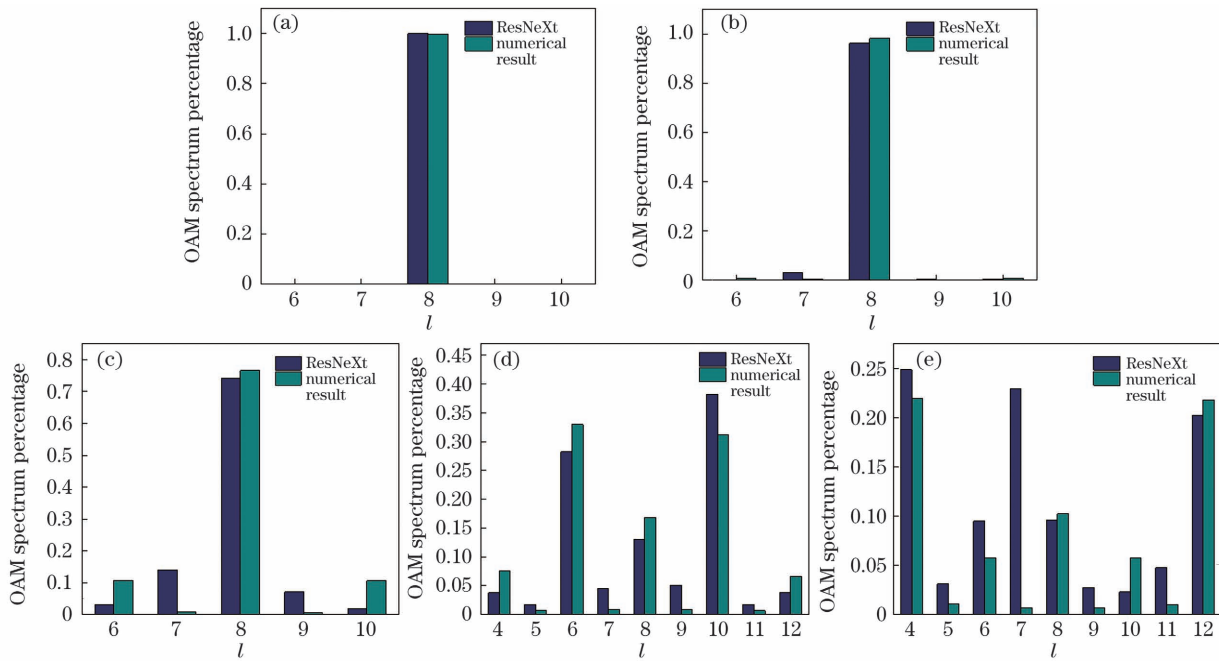 (a)
ResNeXt
numerical
result
OAM spectrum percentage
1.0
0.8
0.6
0.4
0.2
0
6 7 8 9 10
l
(b)
ResNeXt
numerical
result
OAM spectrum percentage
1.0
0.8
0.6
0.4
0.2
0
6 7 8 9 10
l
(c)
ResNeXt
numerical
result
OAM spectrum percentage
0.8
0.7
0.6
0.5
0.4
0.3
0.2
0.1
0
6 7 8 9 10
l
(d)
ResNeXt
numerical
result
OAM spectrum percentage
0.45
0.40
0.35
0.30
0.25
0.20
0.15
0.10
0.05
0
4 5 6 7 8 9 10 11 12
l
(e)
ResNeXt
numerical
result
OAM spectrum percentage
0.25
0.20
0.15
0.10
0.05
0
4 5 6 7 8 9 10 11 12
l